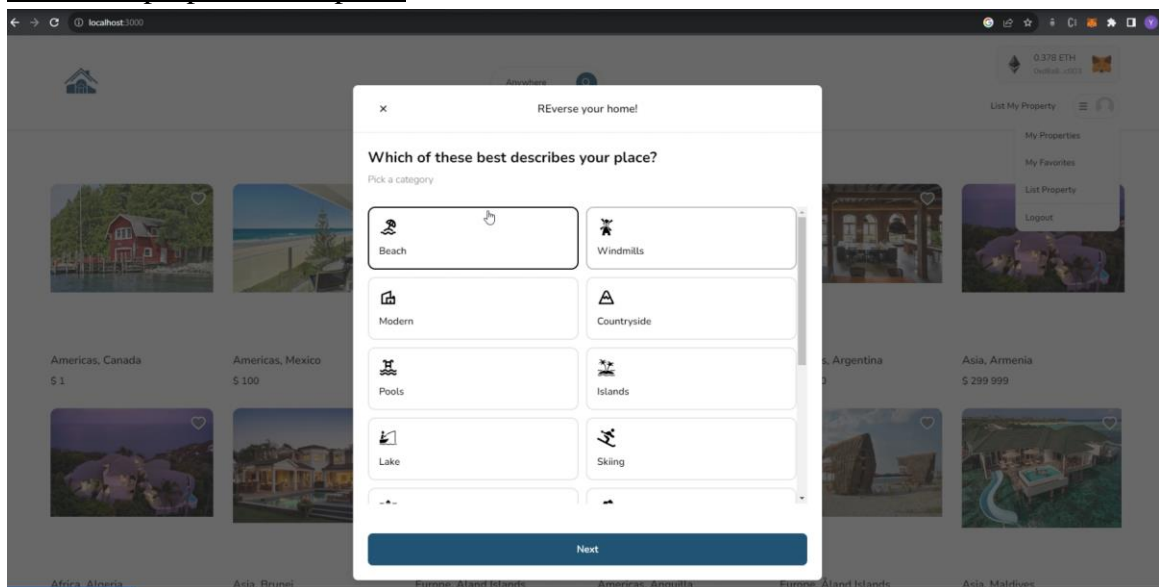 localhost:3000
0.378 ETH
Anywhere
List My Property
× REverse your home!
My Properties
My Favorites
List Property
Logout
Which of these best describes your place?
Pick a category
Beach
Windmills
Modern
Countryside
Pools
Islands
Lake
Skiing
Next
Americas, Canada
$ 1
Americas, Mexico
$ 100
s, Argentina
Asia, Armenia
$ 299 999
Africa, Algeria
Asia, Brunei
Europe, Aland Islands
Americas, Anguilla
Europe, Aland Islands
Asia, Maldives